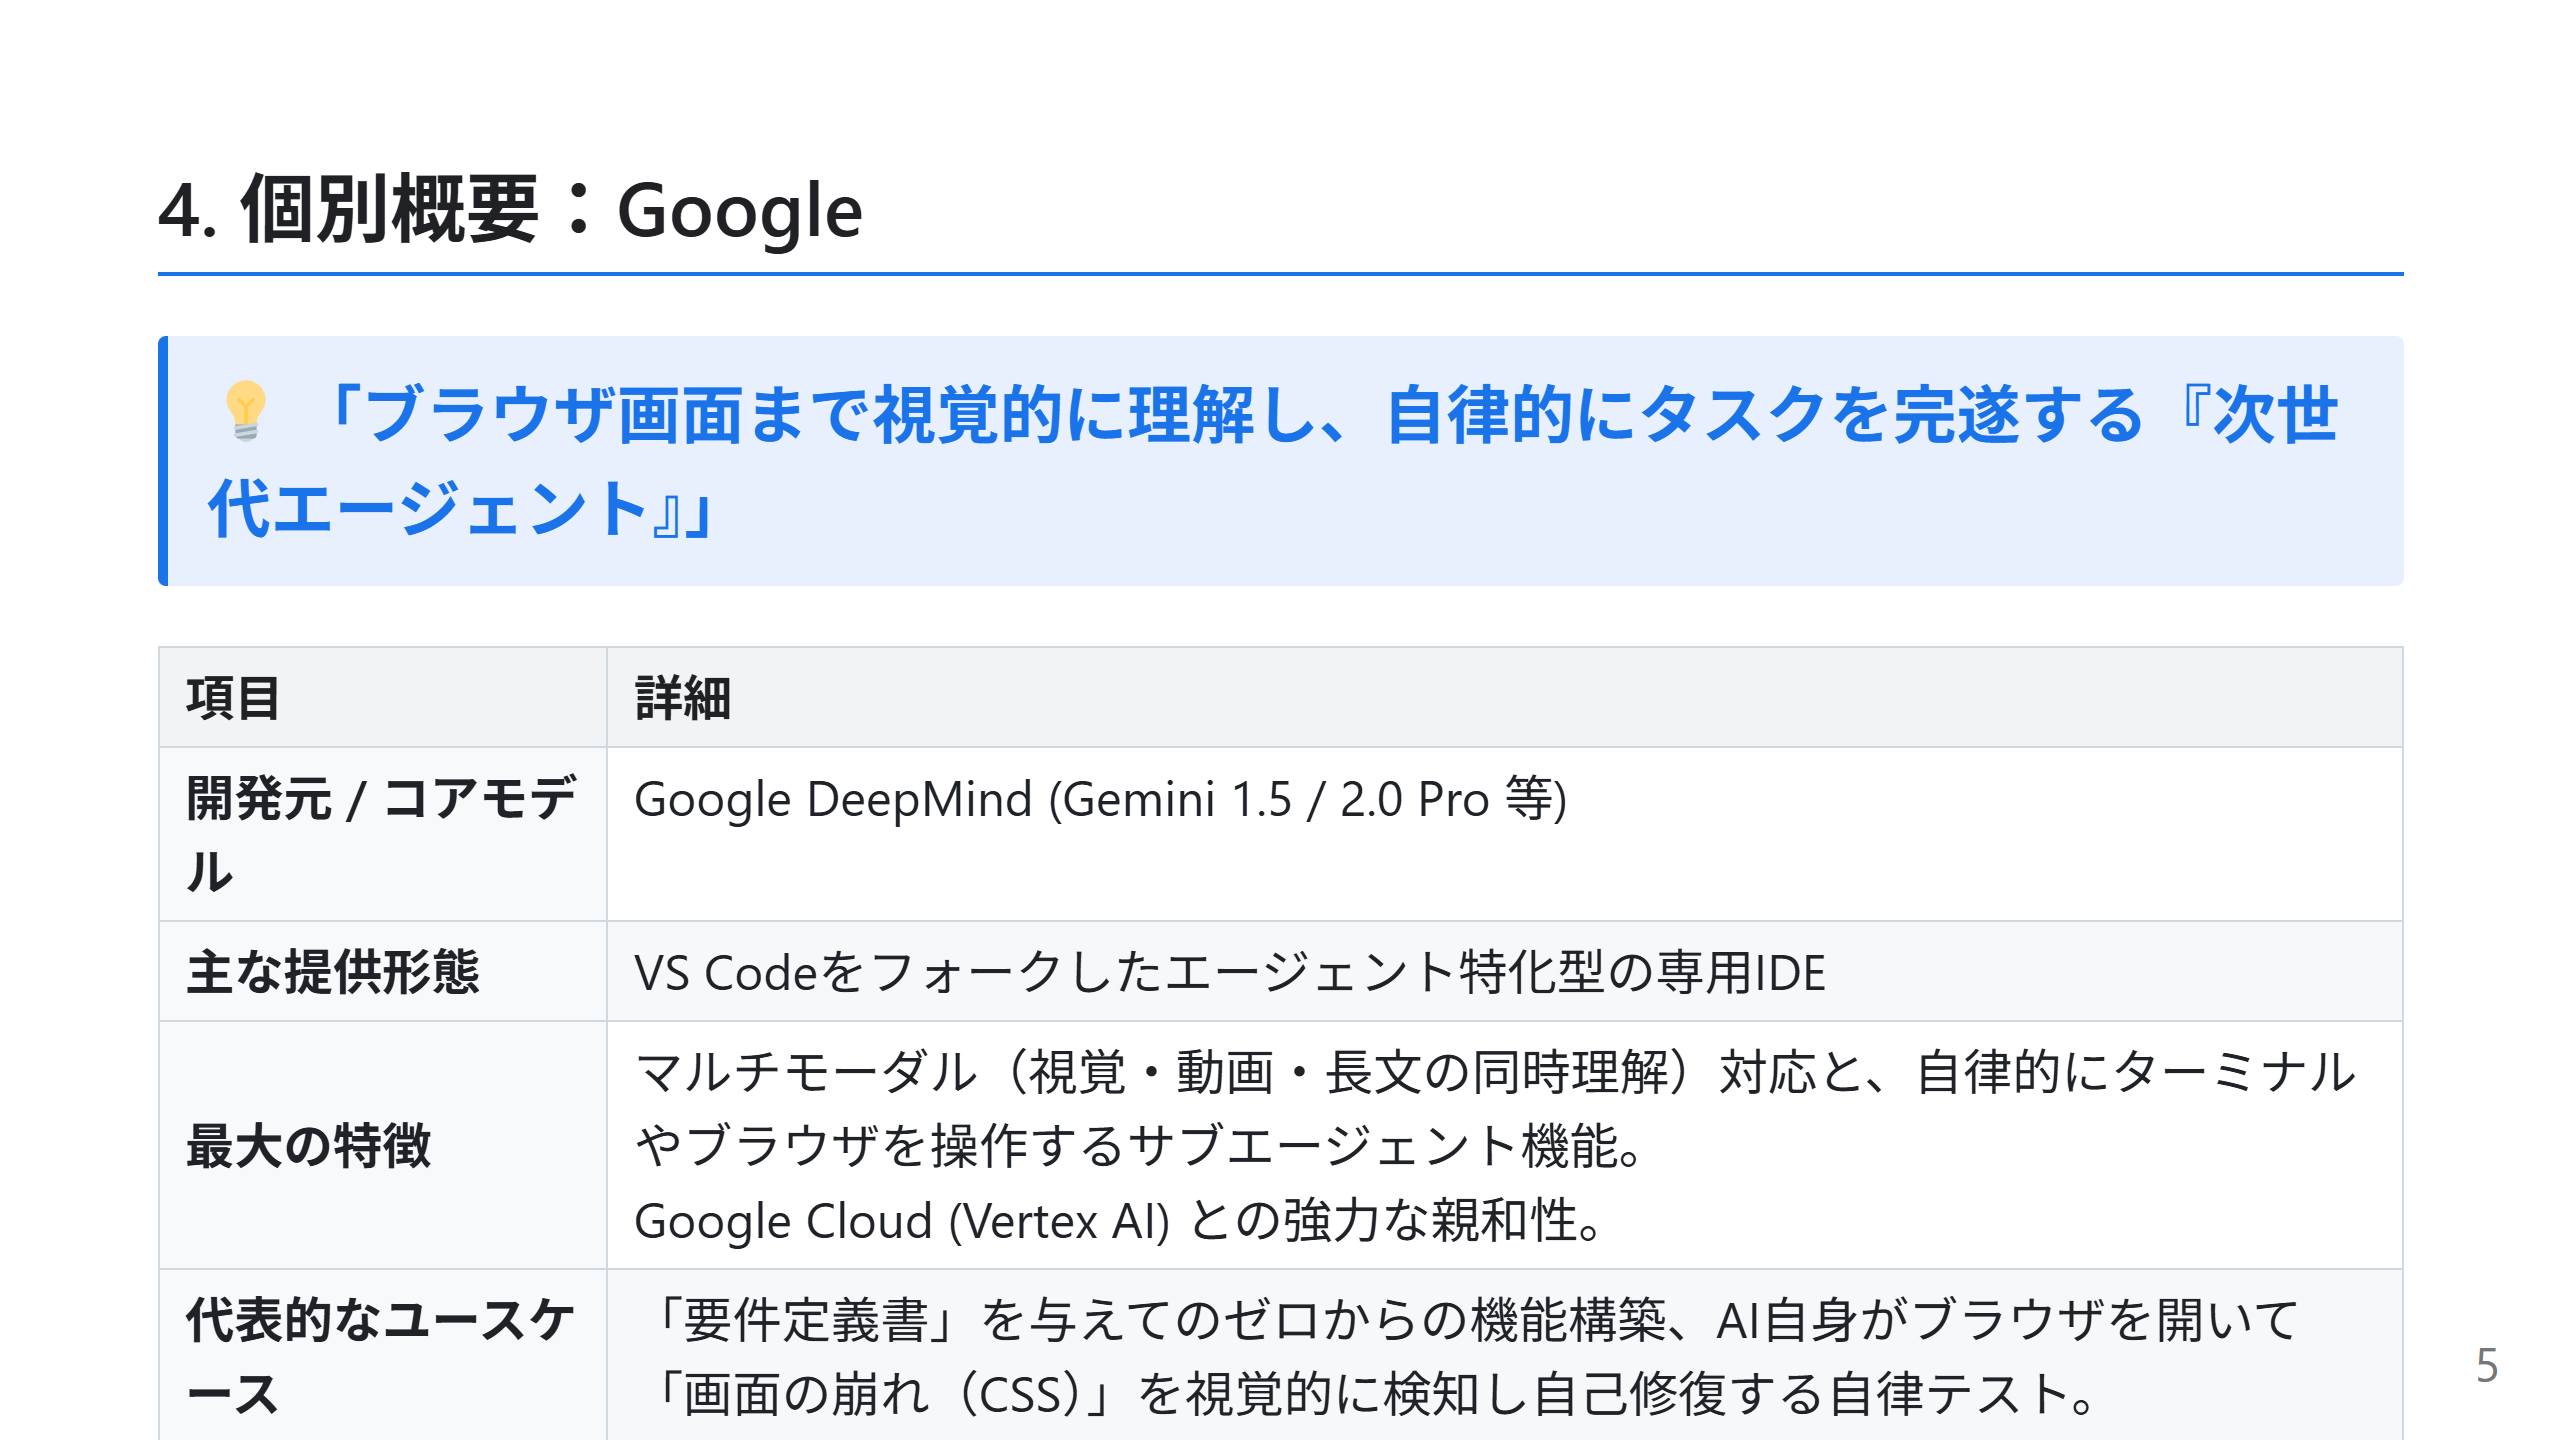 4. 個別概要：Google
💡 「ブラウザ画面まで視覚的に理解し、自律的にタスクを完遂する『次世
代エージェント』」
項目
詳細
開発元 / コアモデ
ル
Google DeepMind (Gemini 1.5 / 2.0 Pro 等)
主な提供形態
VS Codeをフォークしたエージェント特化型の専用IDE
最大の特徴
マルチモーダル（視覚・動画・長文の同時理解）対応と、自律的にターミナル
やブラウザを操作するサブエージェント機能。
Google Cloud (Vertex AI) との強力な親和性。
代表的なユースケ
ース
「要件定義書」を与えてのゼロからの機能構築、AI自身がブラウザを開いて
「画面の崩れ（CSS）」を視覚的に検知し自己修復する自律テスト。
5